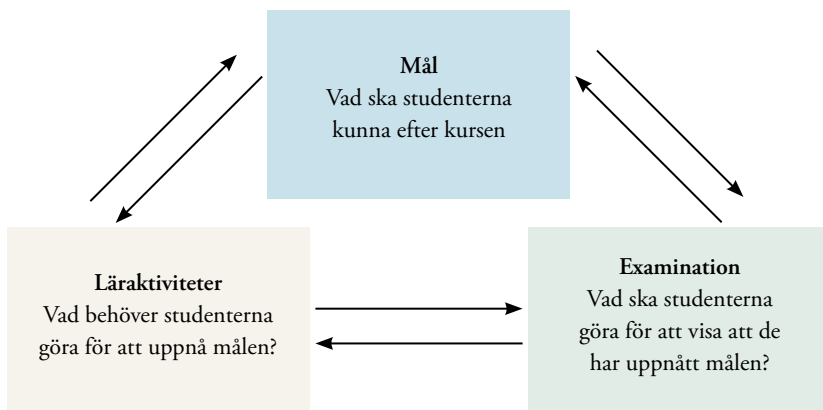 Mål
Vad ska studenterna
kunna efter kursen
Läraktiviteter
Vad behöver studenterna
göra för att uppnå målen?
Examination
Vad ska studenterna
göra för att visa att de
har uppnått målen?